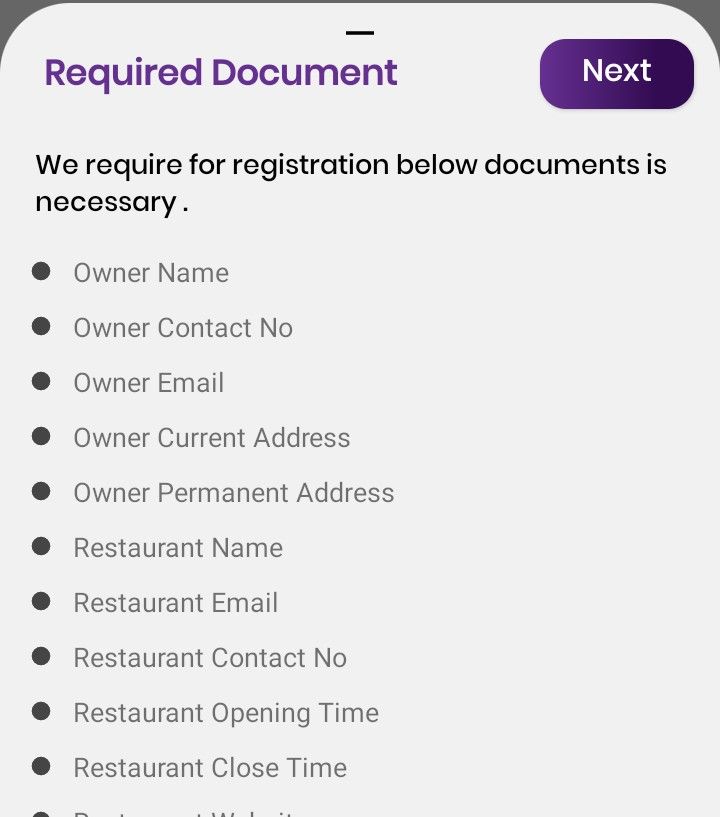 Required Document
Next
We require for registration below documents is
necessary .
Owner Name
Owner Contact No
Owner Email
Owner Current Address
Owner Permanent Address
Restaurant Name
Restaurant Email
Restaurant Contact No
Restaurant Opening Time
Restaurant Close Time